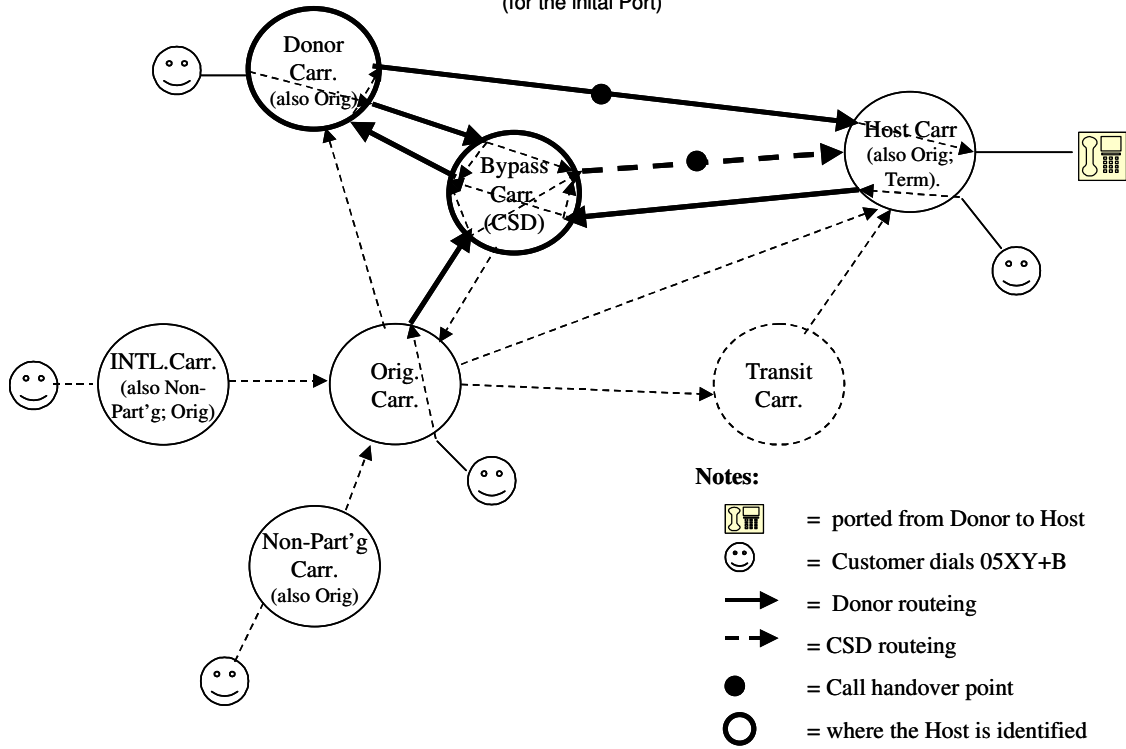 (for the Inital Port)
Donor
Carr.
(also Orig)
Bypass
Carr.
(CSD)
Host Carr
(also Orig;
Term).
INTL.Carr.
(also Non-
Part'g; Orig)
Orig.
Carr.
Transit
Carr.
Non-Part'g
Carr.
(also Orig)
Notes:
= ported from Donor to Host
= Customer dials 05XY+B
= Donor routeing
= CSD routeing
= Call handover point
= where the Host is identified